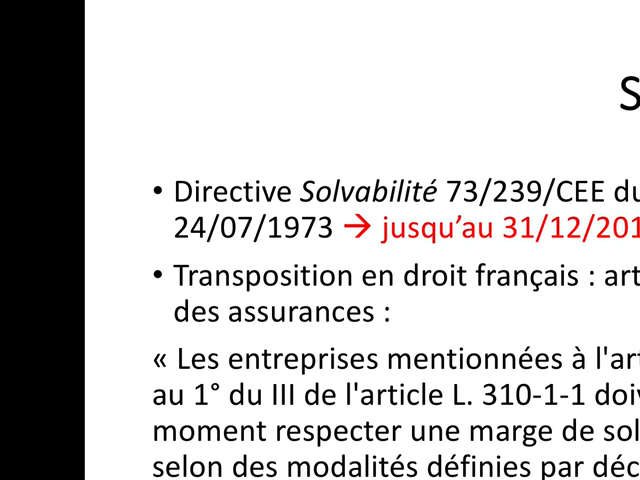 S
• Directive Solvabilité 73/239/CEE du
24/07/1973 → jusqu’au 31/12/201
• Transposition en droit français : art
des assurances :
« Les entreprises mentionnées à l'art
au 1° du III de l'article L. 310-1-1 doiv
moment respecter une marge de sol
selon des modalités définies par déc